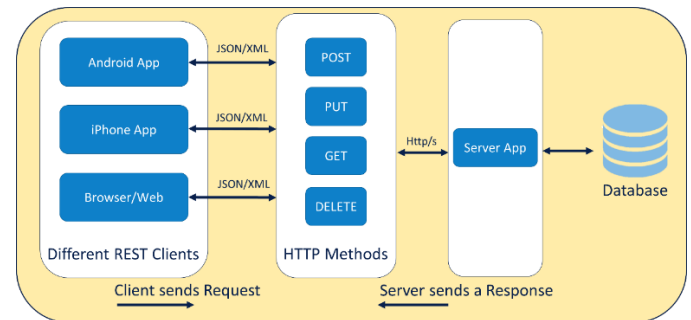 JSON/XML
Android App
POST
JSON/XML
iPhone App
PUT
Http/s
Server App
GET
JSON/XML
Browser/Web
DELETE
Database
Different REST Clients
HTTP Methods
Client sends Request
Server sends a Response